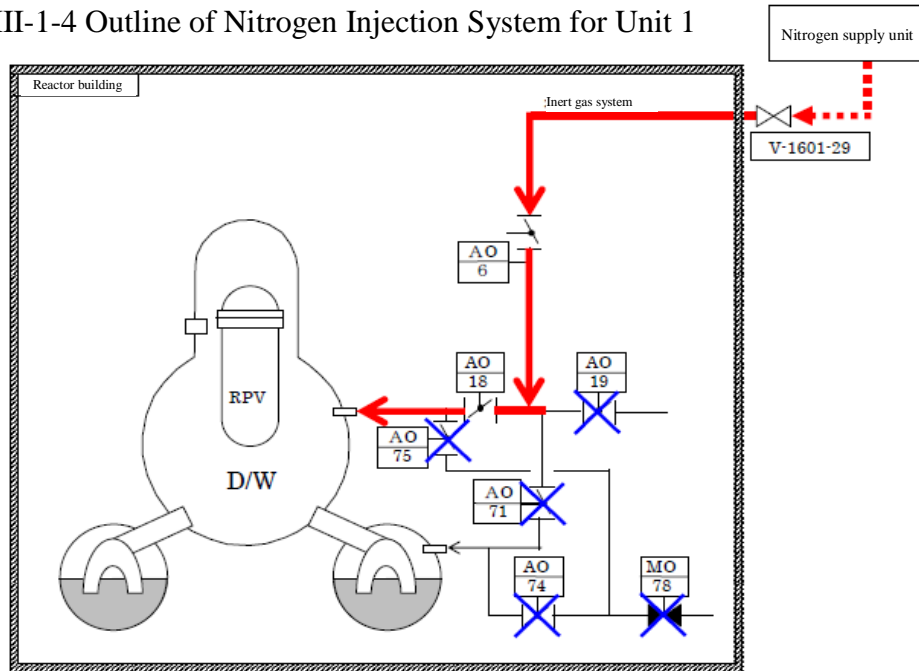 III-1-4 Outline of Nitrogen Injection System for Unit 1
Nitrogen supply unit
Reactor building
;Inert gas system
V-1601-29
AO
6
AO
18
AO
19
RPV
AO
75
D/W
AO
71
AO
74
MO
78